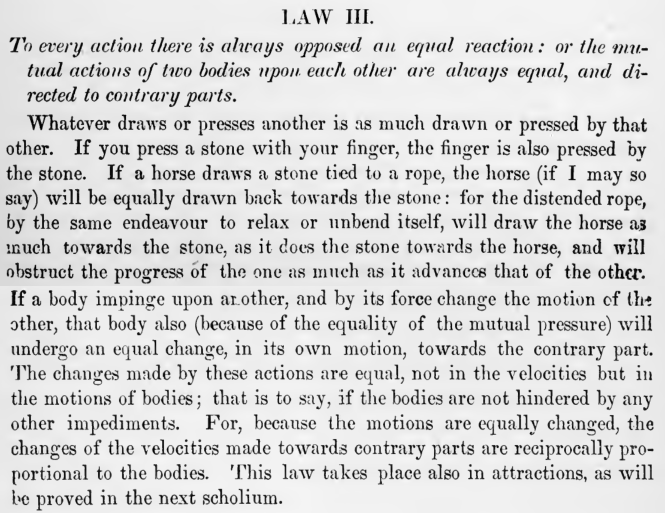 LAW III.
To every action there is always opposed an equal reaction: or the mu-
tual actions of two bodies upon each other are always equal, and di-
rected to contrary parts.
Whatever draws or presses another is as much drawn or pressed by that
other. If you press a stone with your finger, the finger is also pressed by
the stone. If a horse draws a stone tied to a rope, the horse (if I may so
say) will be equally drawn back towards the stone: for the distended rope,
by the same endeavour to relax or unbend itself, will draw the horse as
much towards the stone, as it does the stone towards the horse, and will
obstruct the progress of the one as much as it advances that of the other.
If a body impinge upon another, and by its force change the motion of the
other, that body also (because of the equality of the mutual pressure) will
undergo an equal change, in its own motion, towards the contrary part.
The changes made by these actions are equal, not in the velocities but in
the motions of bodies; that is to say, if the bodies are not hindered by any
other impediments. For, because the motions are equally changed, the
changes of the velocities made towards contrary parts are reciprocally pro-
portional to the bodies. This law takes place also in attractions, as will
be proved in the next scholium.